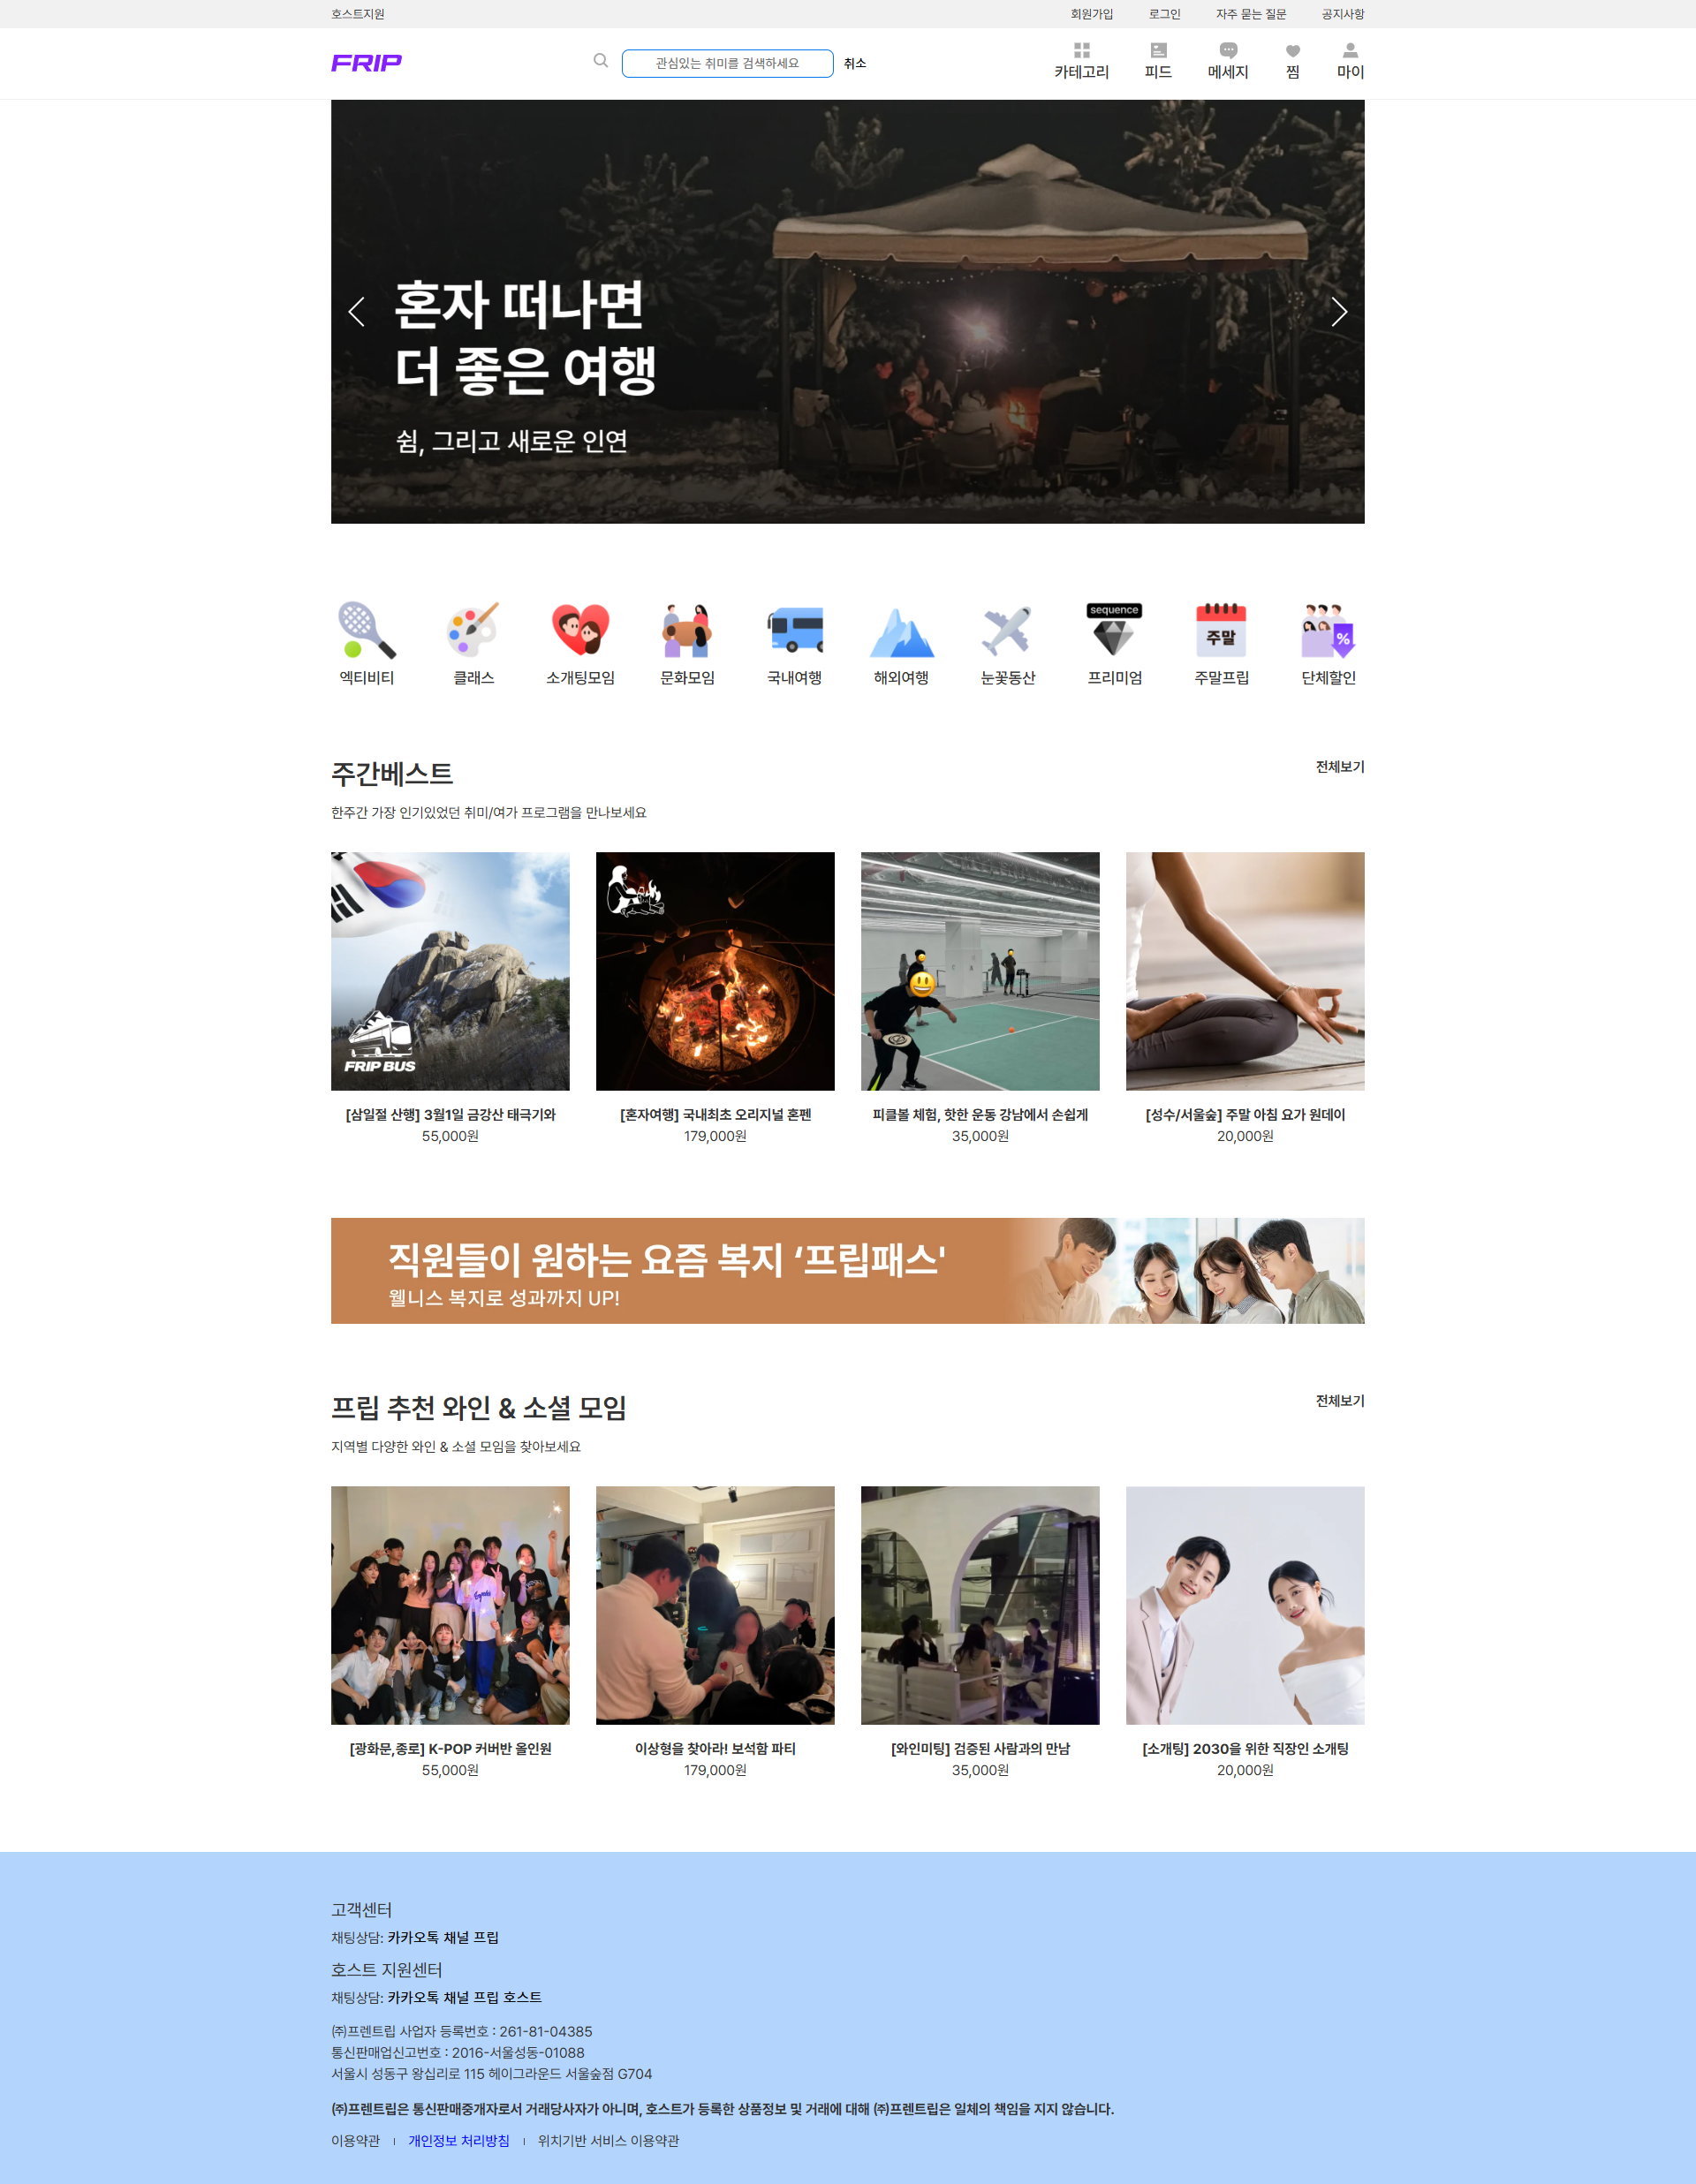 호스트지원 회원가입 로그인 자주 묻는 질문 공지사항
FRIP 관심있는 취미를 검색하세요 취소 카테고리 피드 메세지 찜 마이
혼자 떠나면
더 좋은 여행
쉼, 그리고 새로운 인연
sequence
주말
%
엑티비티 클래스 소개팅모임 문화모임 국내여행 해외여행 눈꽃동산 프리미엄 주말프립 단체할인
주간베스트 전체보기
한주간 가장 인기있었던 취미/여가 프로그램을 만나보세요
FRIP BUS
[삼일절 산행] 3월1일 금강산 태극기와 [혼자여행] 국내최초 오리지널 혼펜 피클볼 체험, 핫한 운동 강남에서 손쉽게 [성수/서울숲] 주말 아침 요가 원데이
55,000원 179,000원 35,000원 20,000원
직원들이 원하는 요즘 복지 ‘프립패스'
웰니스 복지로 성과까지 UP!
프립 추천 와인 & 소셜 모임 전체보기
지역별 다양한 와인 & 소셜 모임을 찾아보세요
[광화문,종로] K-POP 커버반 올인원 이상형을 찾아라! 보석함 파티 [와인미팅] 검증된 사람과의 만남 [소개팅] 2030을 위한 직장인 소개팅
55,000원 179,000원 35,000원 20,000원
고객센터
채팅상담: 카카오톡 채널 프립
호스트 지원센터
채팅상담: 카카오톡 채널 프립 호스트
㈜프렌트립 사업자 등록번호 : 261-81-04385
통신판매업신고번호 : 2016-서울성동-01088
서울시 성동구 왕십리로 115 헤이그라운드 서울숲점 G704
㈜프렌트립은 통신판매중개자로서 거래당사자가 아니며, 호스트가 등록한 상품정보 및 거래에 대해 ㈜프렌트립은 일체의 책임을 지지 않습니다.
이용약관 개인정보 처리방침 위치기반 서비스 이용약관